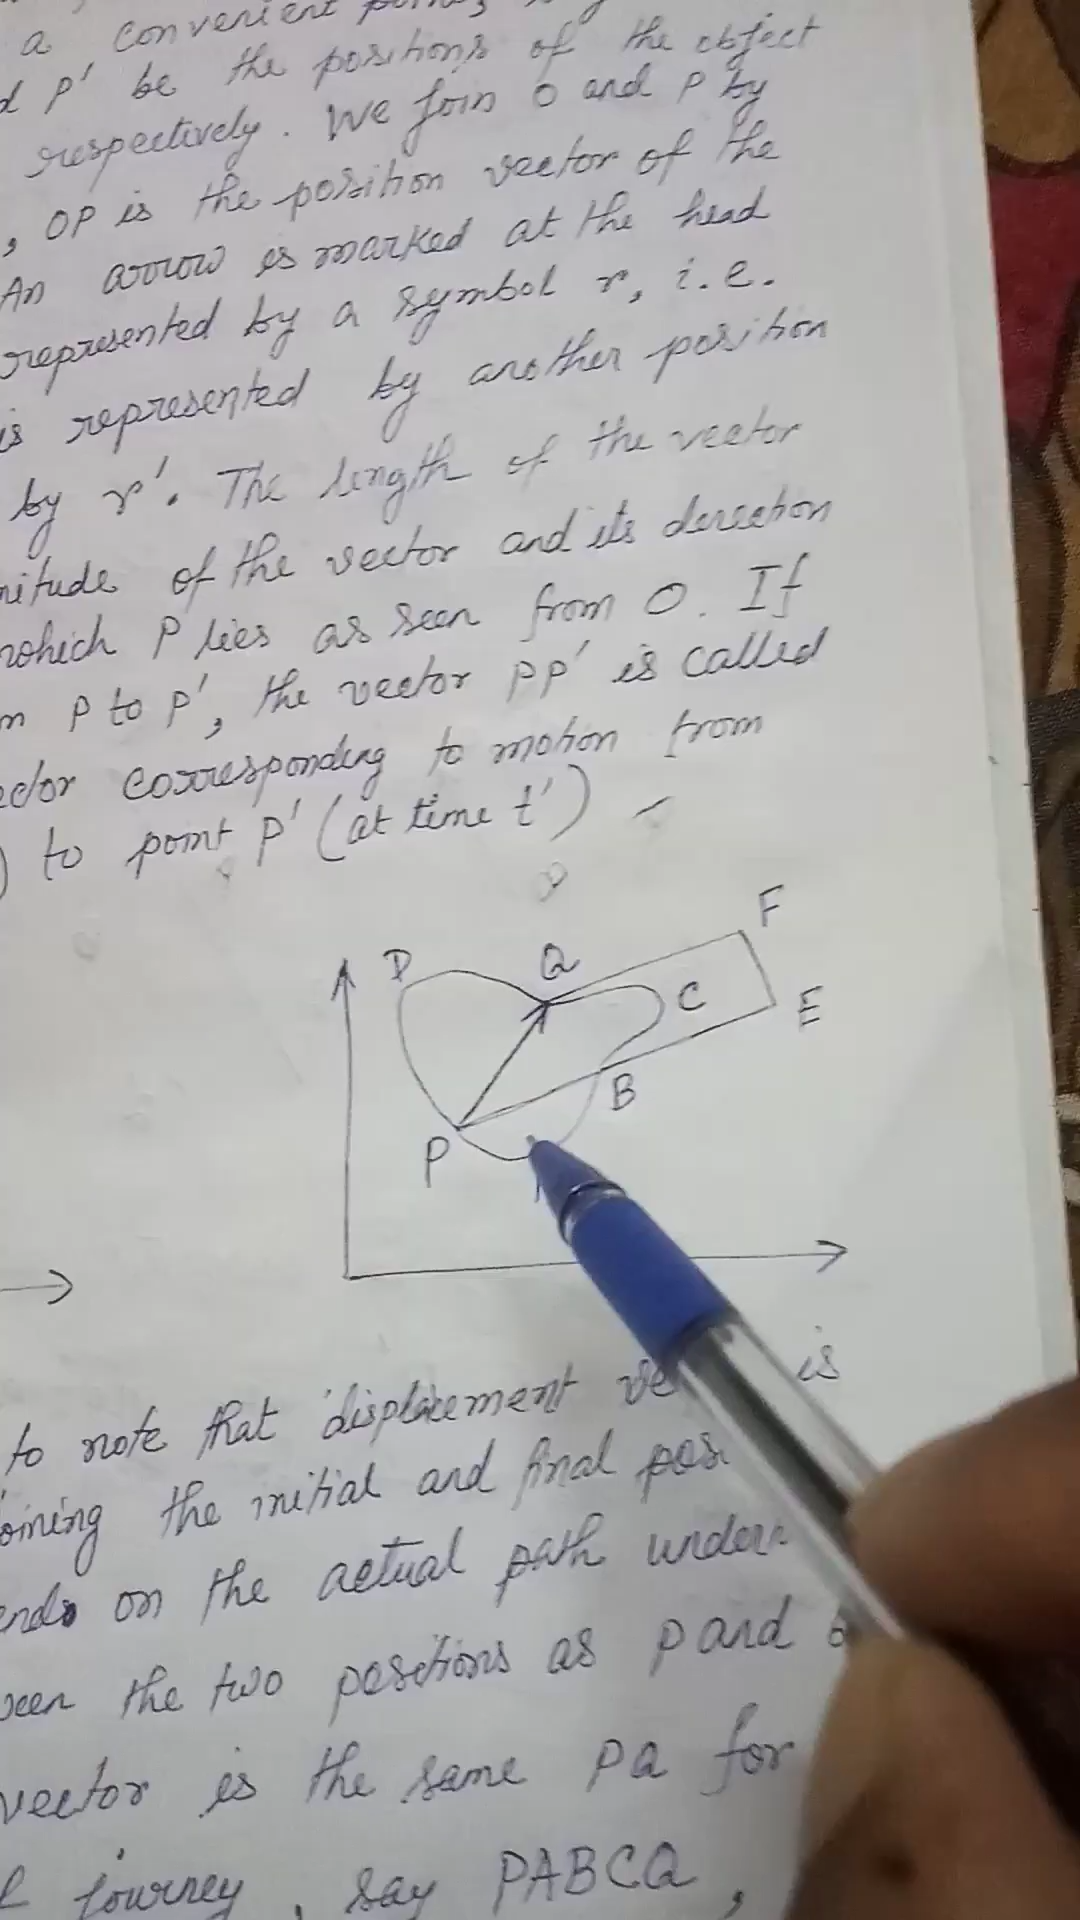 a convenient point,
P' be the positions of the object
respectively. We join O and P by
, OP is the position vector of the
An arrow is marked at the head
represented by a symbol r, i.e.
is represented by another position
by r'. The length of the vector
nitude of the vector and its direction
which P lies as seen from O. If
m P to P', the vector PP' is called
ector corresponding to motion from
) to point P' (at time t')
F
D Q
C E
B
P
to note that displacement ve is
oining the initial and final pos
ends on the actual path under
ween the two positions as P and
vector is the same PQ for
journey, say PABCQ,